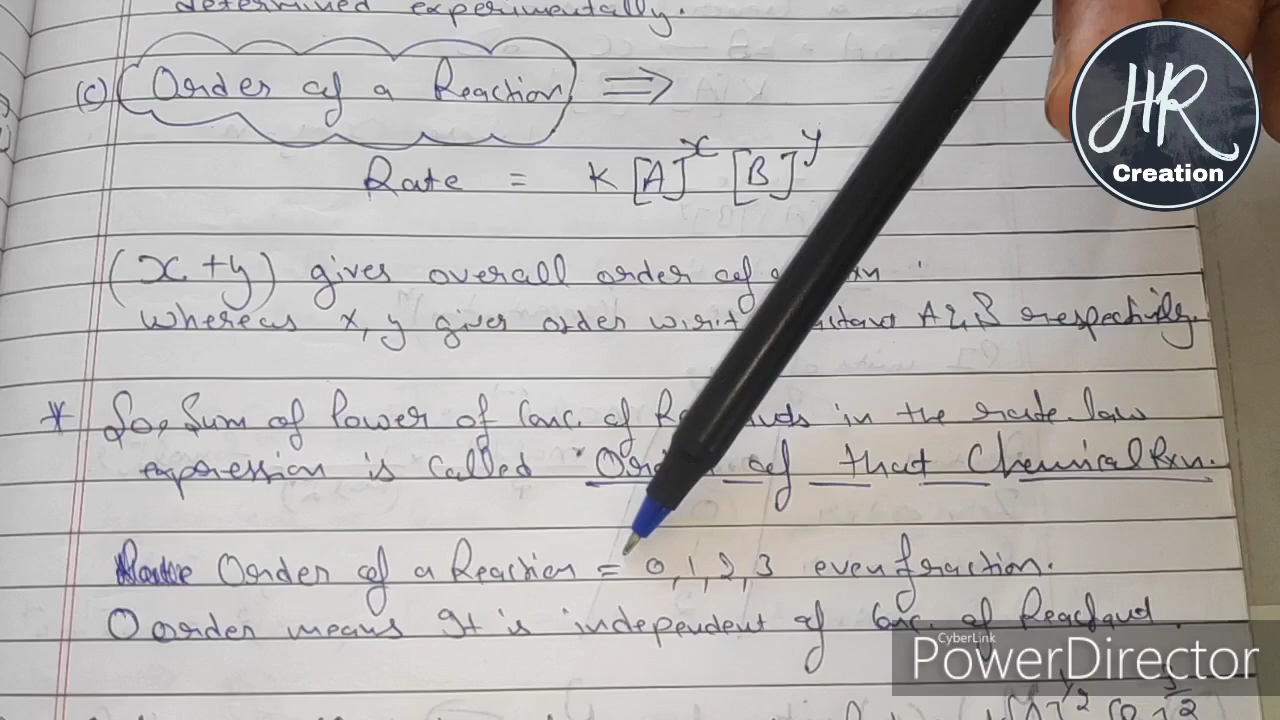 determined experimentally.
(c) Order of a Reaction ⇒
Rate = K [A]^x [B]^y
(x+y) gives overall order of a rxn.
Whereas x, y gives order w.r.t A & B respectively.
* So, Sum of Power of Conc. of in the rate law
expression is called "Order of that Chemical Rxn.
Order of a Reaction = 0, 1, 2, 3 even fraction.
0 order means It is independent of Conc. of Reactant.
HR
Creation
CyberLink
PowerDirector